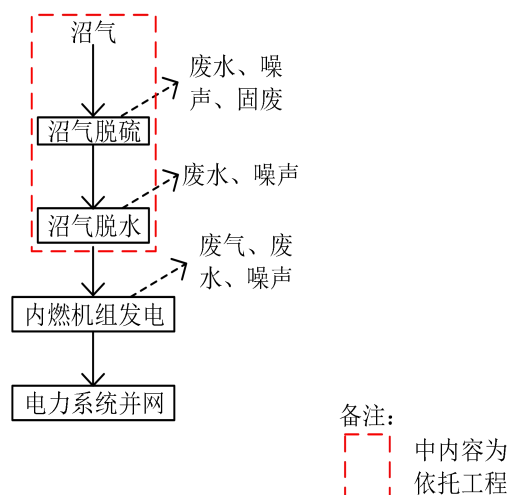 沼气
废水、噪
声、固废
沼气脱硫
废水、噪声
沼气脱水
废气、废
水、噪声
内燃机组发电
电力系统并网
备注：
中内容为
依托工程